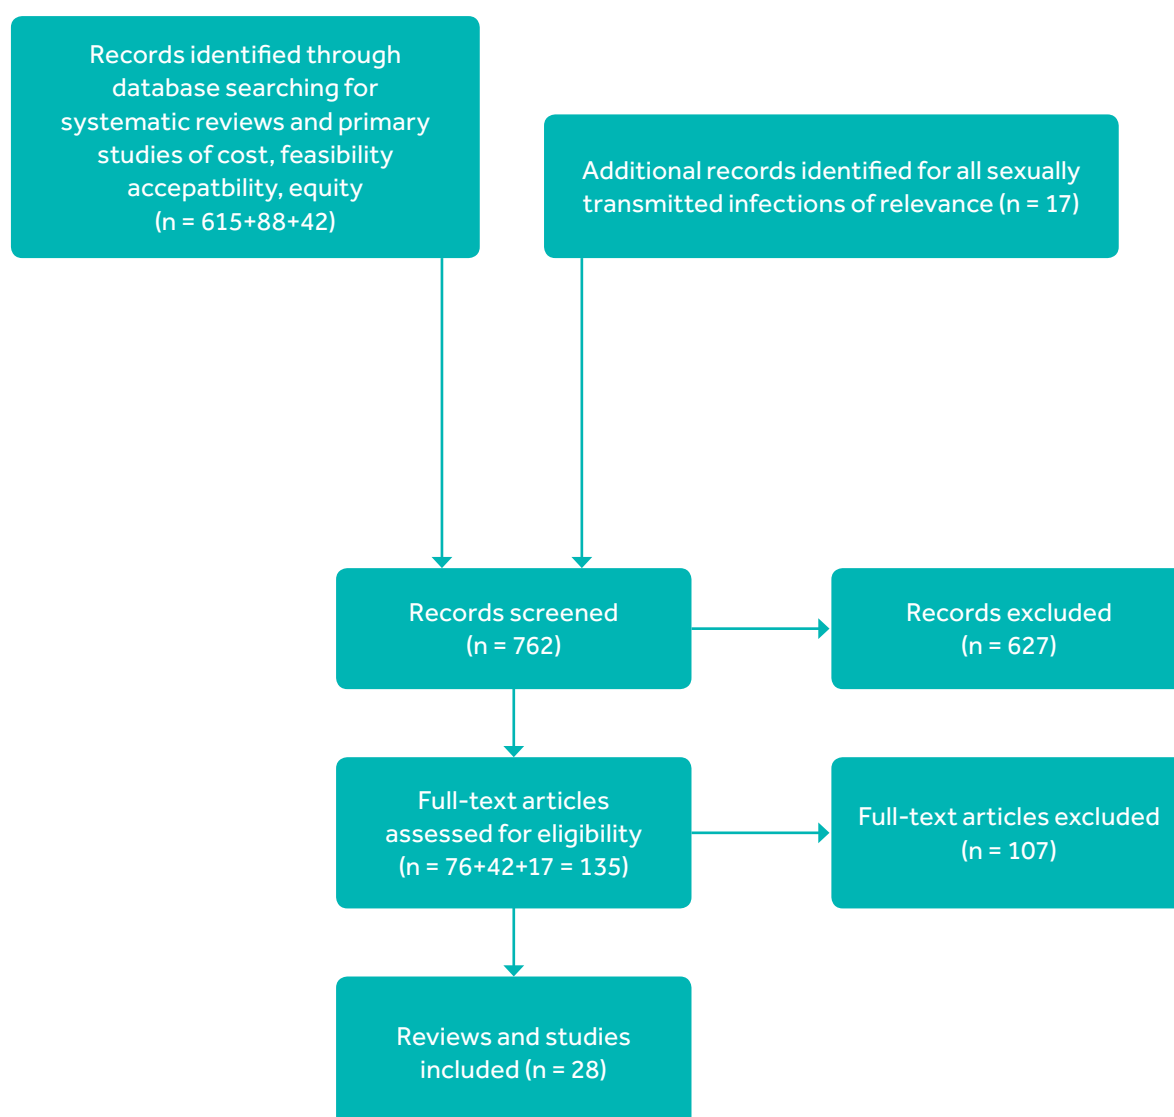 Records identified through
database searching for
systematic reviews and primary
studies of cost, feasibility
accepatbility, equity
(n = 615+88+42)
Additional records identified for all sexually
transmitted infections of relevance (n = 17)
Records screened
(n = 762)
Records excluded
(n = 627)
Full-text articles
assessed for eligibility
(n = 76+42+17 = 135)
Full-text articles excluded
(n = 107)
Reviews and studies
included (n = 28)